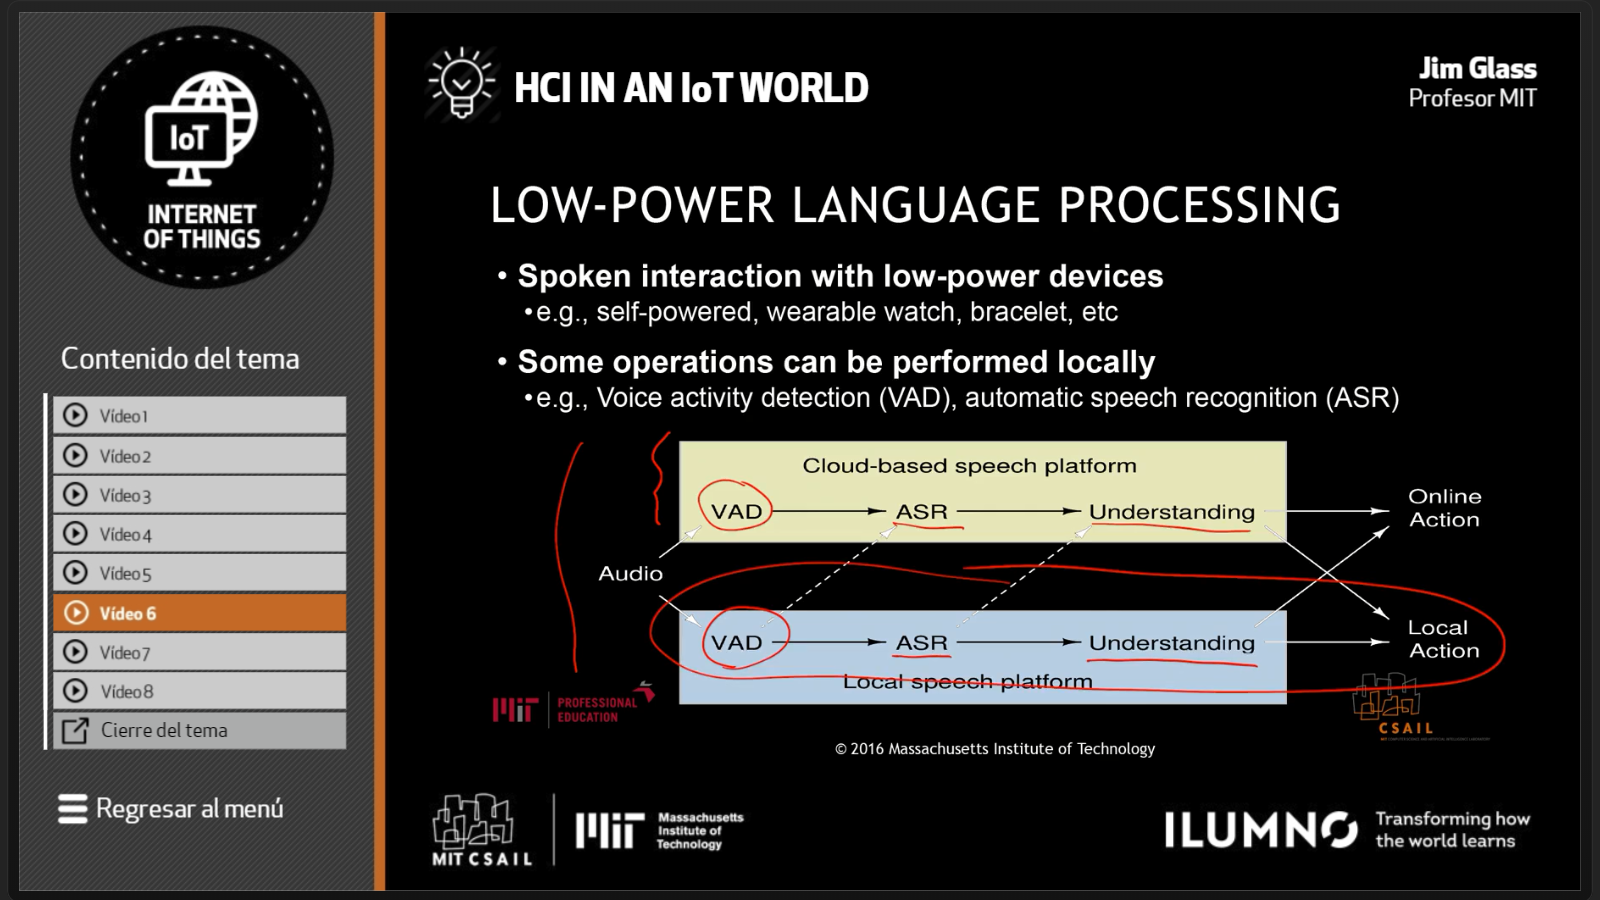 IoT
INTERNET
OF THINGS
Contenido del tema
Vídeo 1
Vídeo 2
Vídeo 3
Vídeo 4
Vídeo 5
Vídeo 6
Vídeo 7
Vídeo 8
Cierre del tema
Regresar al menú
HCI IN AN IoT WORLD
Jim Glass
Profesor MIT
LOW-POWER LANGUAGE PROCESSING
• Spoken interaction with low-power devices
• e.g., self-powered, wearable watch, bracelet, etc
• Some operations can be performed locally
• e.g., Voice activity detection (VAD), automatic speech recognition (ASR)
Cloud-based speech platform
VAD ASR Understanding
Online
Action
Audio
VAD ASR Understanding
Local
Action
Local speech platform
MIT PROFESSIONAL
EDUCATION
CSAIL
© 2016 Massachusetts Institute of Technology
MIT CSAIL
MIT Massachusetts
Institute of
Technology
ILUMNO
Transforming how
the world learns